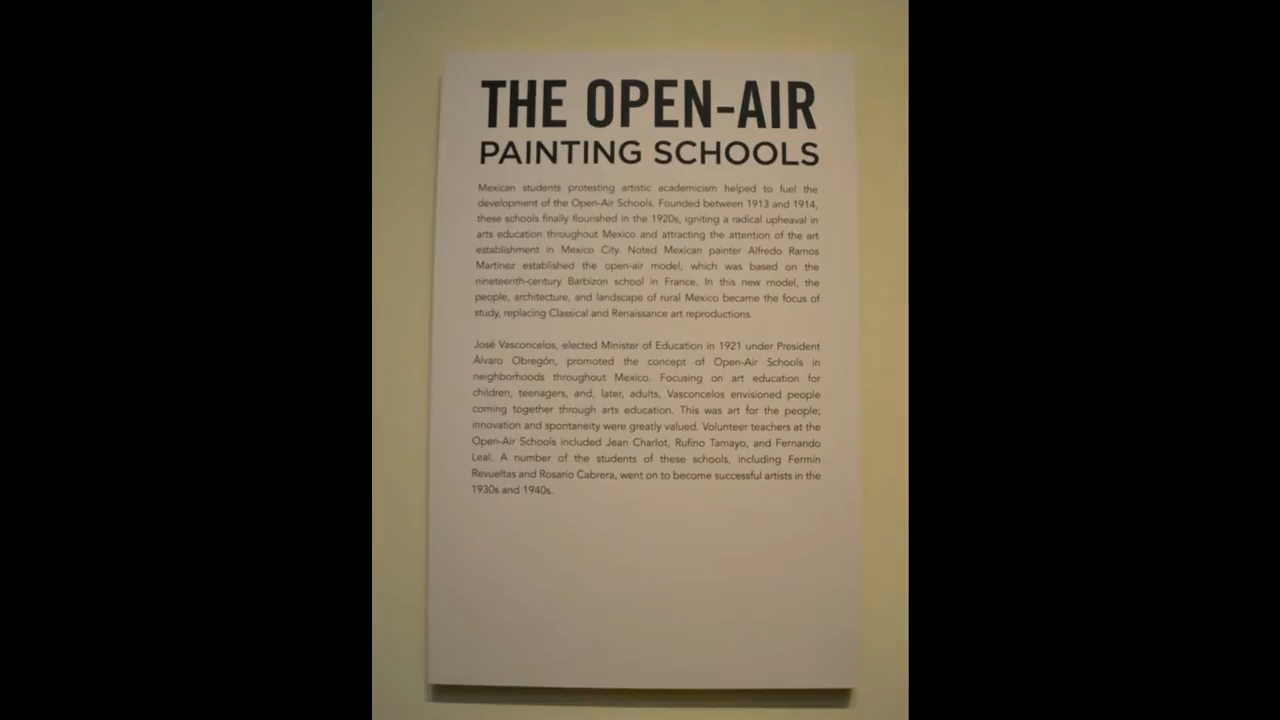 THE OPEN-AIR
PAINTING SCHOOLS
Mexican students protesting artistic academicism helped to fuel the
development of the Open-Air Schools. Founded between 1913 and 1914,
these schools finally flourished in the 1920s, igniting a radical upheaval in
arts education throughout Mexico and attracting the attention of the art
establishment in Mexico City. Noted Mexican painter Alfredo Ramos
Martínez established the open-air model, which was based on the
nineteenth-century Barbizon school in France. In this new model, the
people, architecture, and landscape of rural Mexico became the focus of
study, replacing Classical and Renaissance art reproductions.
José Vasconcelos, elected Minister of Education in 1921 under President
Álvaro Obregón, promoted the concept of Open-Air Schools in
neighborhoods throughout Mexico. Focusing on art education for
children, teenagers, and, later, adults, Vasconcelos envisioned people
coming together through arts education. This was art for the people;
innovation and spontaneity were greatly valued. Volunteer teachers at the
Open-Air Schools included Jean Charlot, Rufino Tamayo, and Fernando
Leal. A number of the students of these schools, including Fermín
Revueltas and Rosario Cabrera, went on to become successful artists in the
1930s and 1940s.